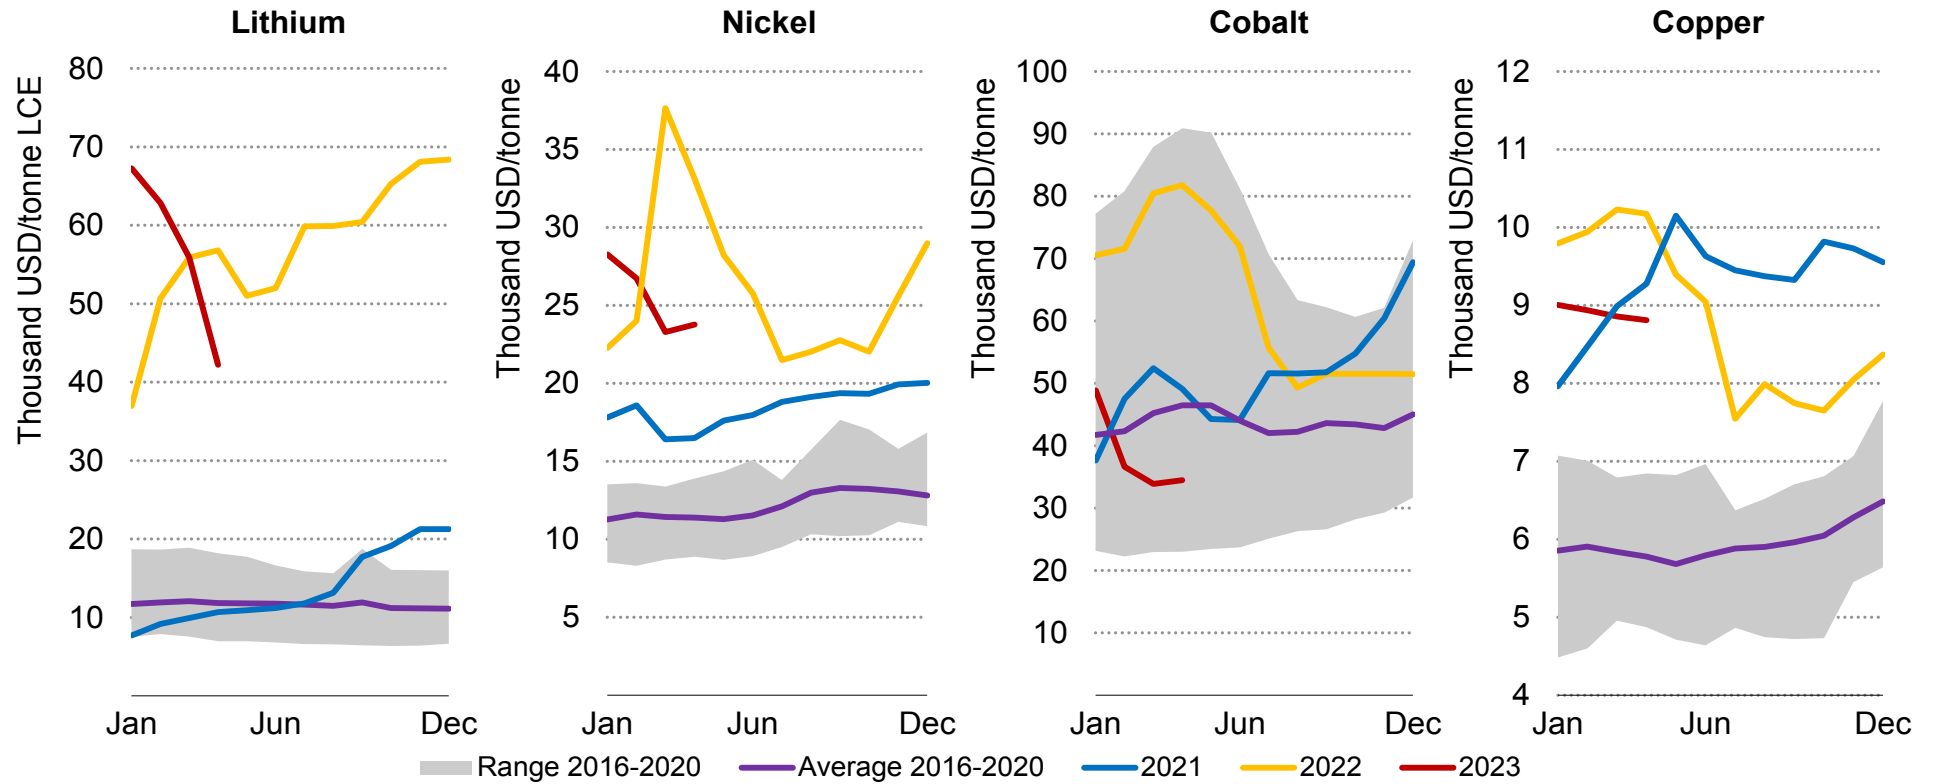 Lithium
Thousand USD/tonne LCE
80
70
60
50
40
30
20
10
Jan Jun Dec
Nickel
Thousand USD/tonne
40
35
30
25
20
15
10
5
Jan Jun Dec
Cobalt
Thousand USD/tonne
100
90
80
70
60
50
40
30
20
10
Jan Jun Dec
Copper
Thousand USD/tonne
12
11
10
9
8
7
6
5
4
Jan Jun Dec
Range 2016-2020 Average 2016-2020 2021 2022 2023